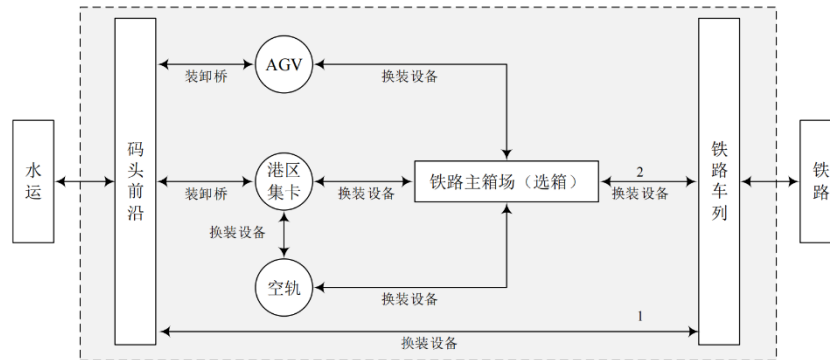 装卸桥
AGV
换装设备
水运
码头前沿
装卸桥
港区
集卡
换装设备
铁路主箱场（选箱）
2
换装设备
铁路车列
铁路
换装设备
空轨
换装设备
1
换装设备